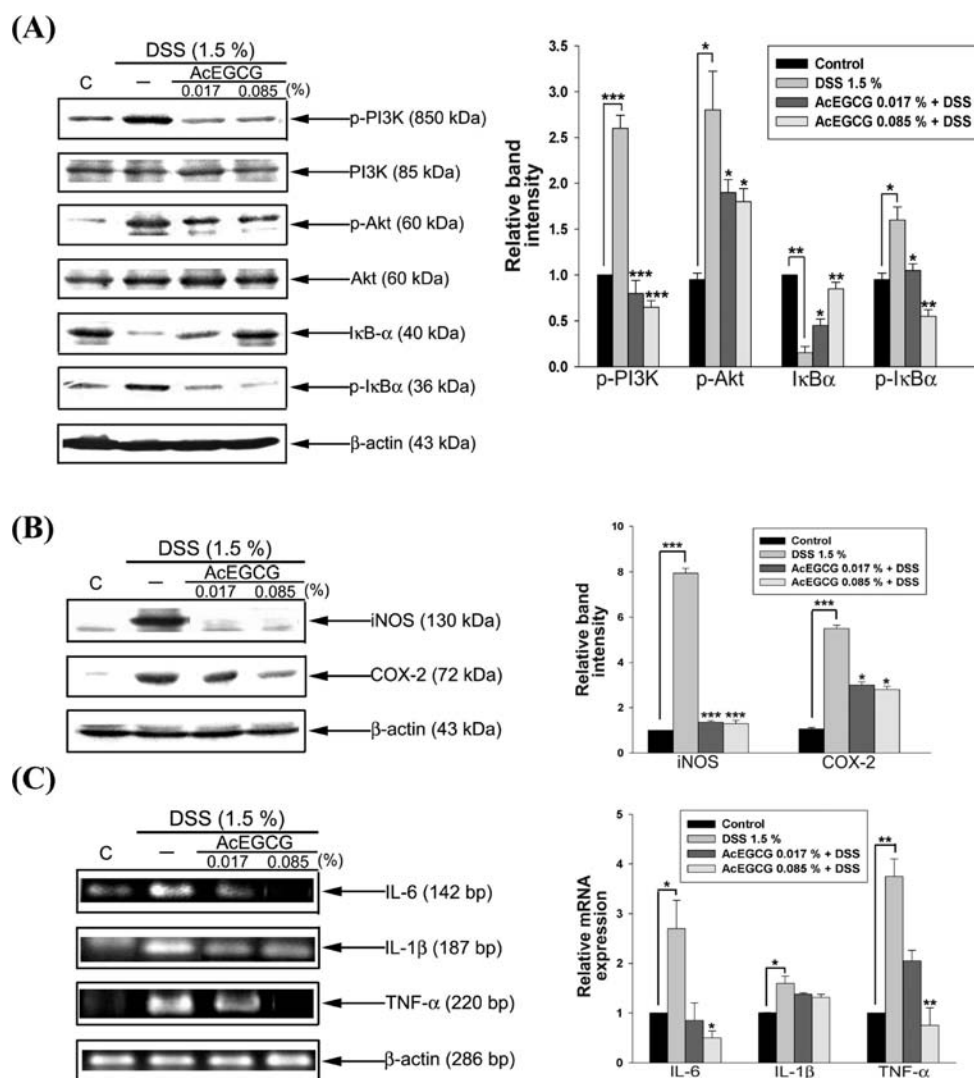 (A)
DSS (1.5 %)
C
—
AcEGCG
0.017 0.085 (%)
p-PI3K (850 kDa)
PI3K (85 kDa)
p-Akt (60 kDa)
Akt (60 kDa)
IκB-α (40 kDa)
p-IκBα (36 kDa)
β-actin (43 kDa)
Relative band
intensity
3.5
3.0
2.5
2.0
1.5
1.0
0.5
0.0
Control
DSS 1.5 %
AcEGCG 0.017 % + DSS
AcEGCG 0.085 % + DSS
***
*** ***
*
* *
**
* **
*
* **
p-PI3K p-Akt IκBα p-IκBα
(B)
DSS (1.5 %)
C
—
AcEGCG
0.017 0.085 (%)
iNOS (130 kDa)
COX-2 (72 kDa)
β-actin (43 kDa)
Relative band
intensity
10
8
6
4
2
0
Control
DSS 1.5 %
AcEGCG 0.017 % + DSS
AcEGCG 0.085 % + DSS
***
*** ***
***
* *
iNOS COX-2
(C)
DSS (1.5 %)
C
—
AcEGCG
0.017 0.085 (%)
IL-6 (142 bp)
IL-1β (187 bp)
TNF-α (220 bp)
β-actin (286 bp)
Relative mRNA
expression
5
4
3
2
1
0
Control
DSS 1.5 %
AcEGCG 0.017 % + DSS
AcEGCG 0.085 % + DSS
*
*
*
**
**
IL-6 IL-1β TNF-α